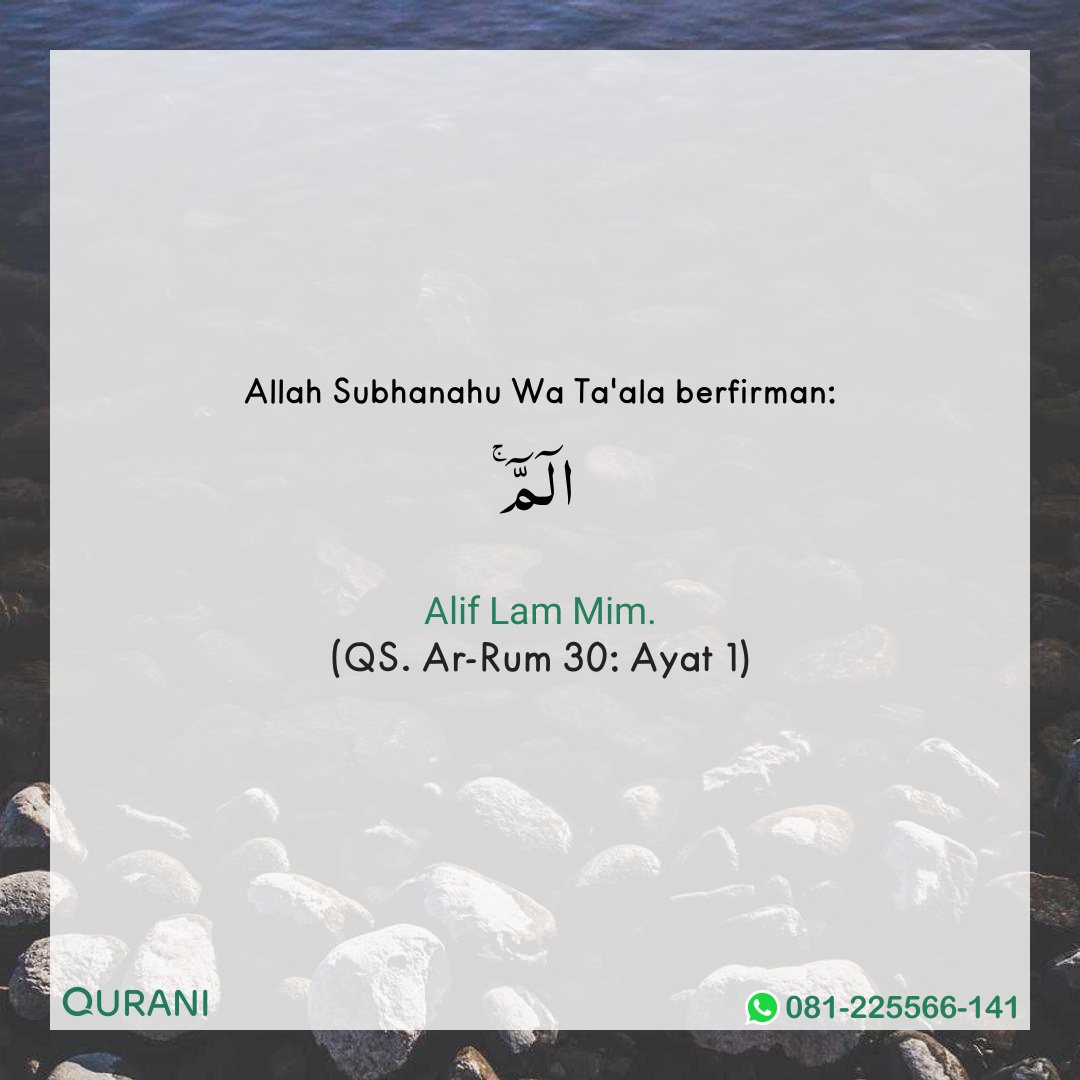 Allah Subhanahu Wa Ta'ala berfirman:
الٓمّٓ ۚ
Alif Lam Mim.
(QS. Ar-Rum 30: Ayat 1)
QURANI
081-225566-141